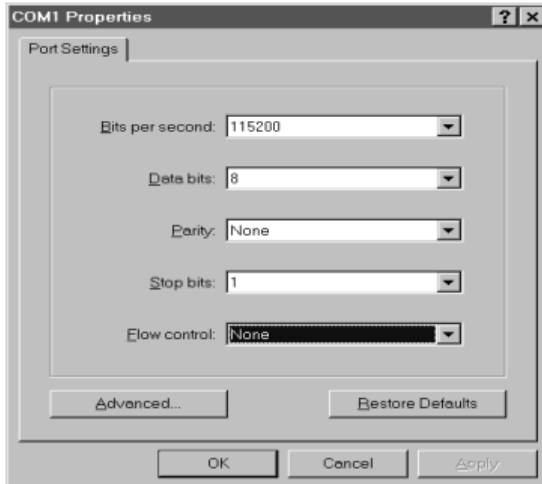 COM1 Properties
? ×
Port Settings
Bits per second: 115200
Data bits: 8
Parity: None
Stop bits: 1
Flow control: None
Advanced... Restore Defaults
OK Cancel Apply